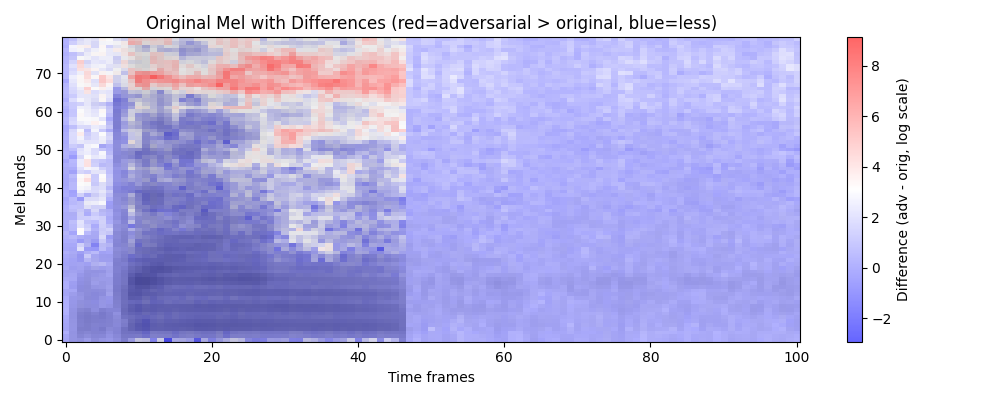 Original Mel with Differences (red=adversarial > original, blue=less)
70
60
50
40
30
20
10
0
Mel bands
0 20 40 60 80 100
Time frames
8
6
4
2
0
−2
Difference (adv - orig, log scale)